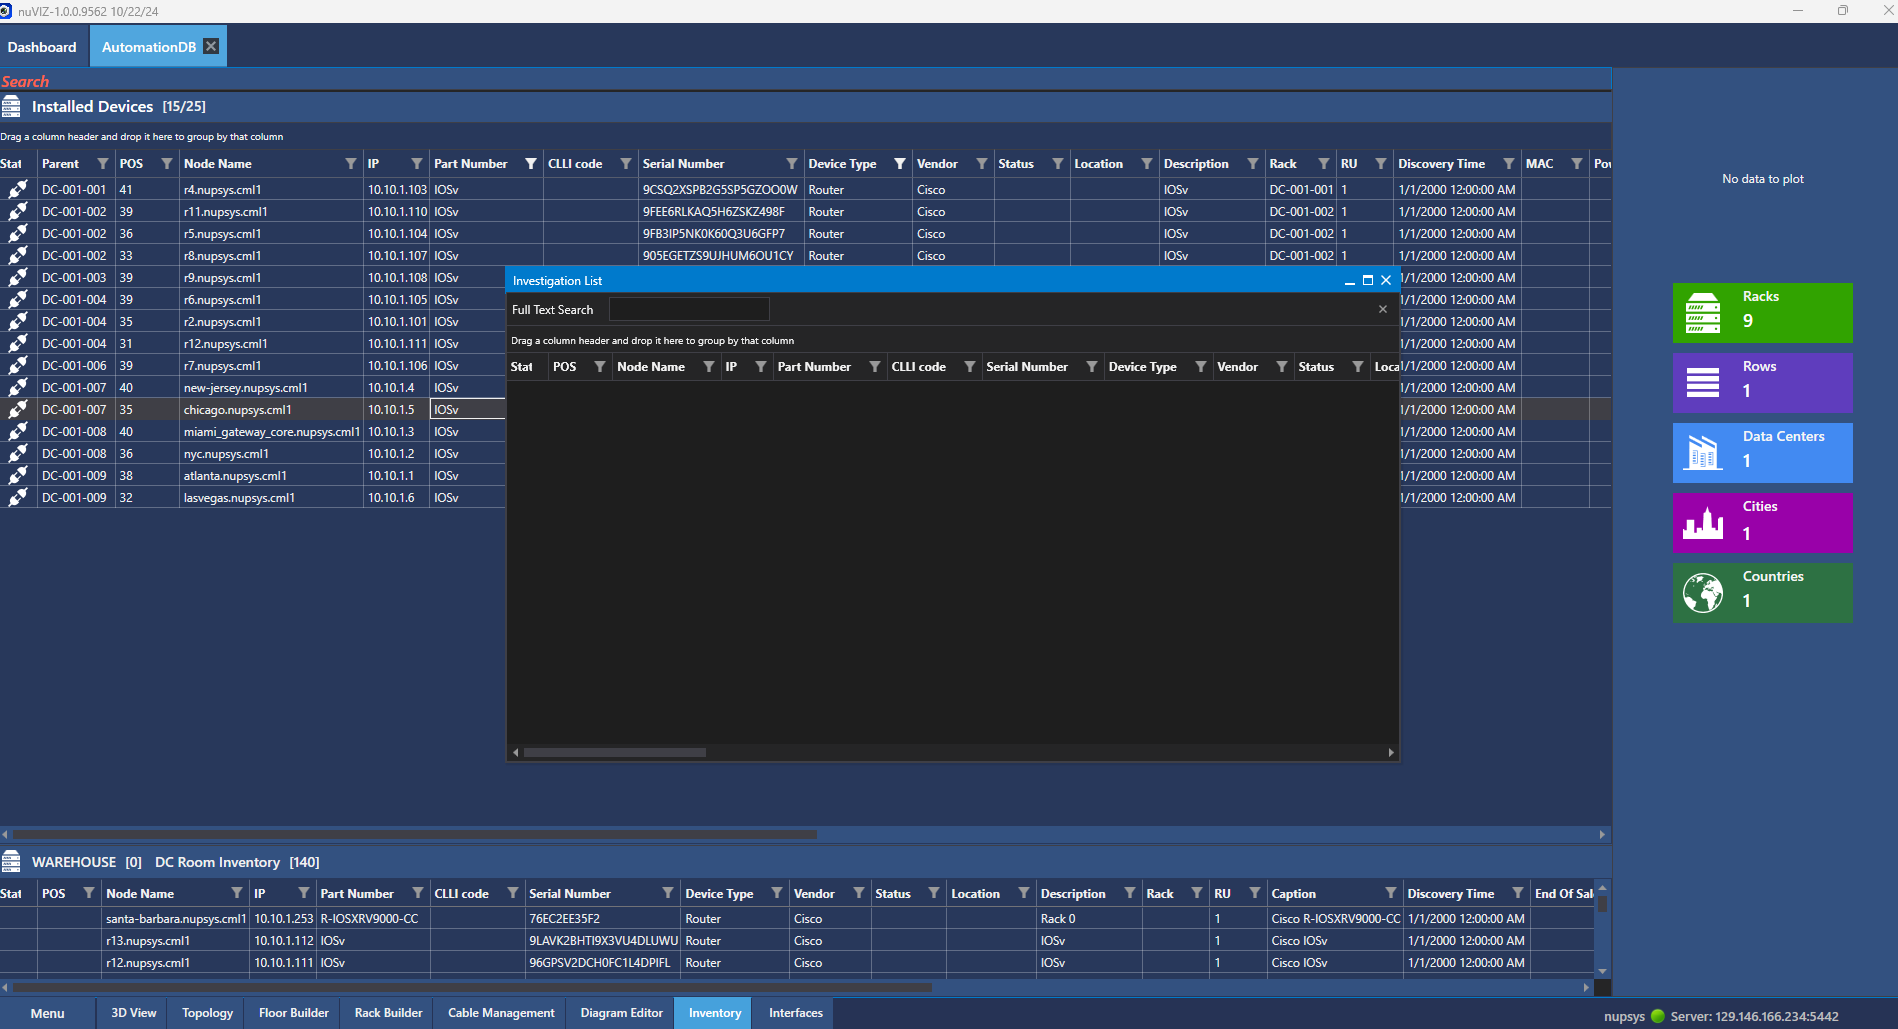 nuVIZ-1.0.0.9562 10/22/24
Dashboard AutomationDB
Search
Installed Devices [15/25]
Drag a column header and drop it here to group by that column
Stat Parent POS Node Name IP Part Number CLLI code Serial Number Device Type Vendor Status Location Description Rack RU Discovery Time MAC Pou
DC-001-001 41 r4.nupsys.cml1 10.10.1.103 IOSv 9CSQ2XSPB2G5SP5GZOO0W Router Cisco IOSv DC-001-001 1 1/1/2000 12:00:00 AM
DC-001-002 39 r11.nupsys.cml1 10.10.1.110 IOSv 9FEE6RLKAQ5H6ZSKZ498F Router Cisco IOSv DC-001-002 1 1/1/2000 12:00:00 AM
DC-001-002 36 r5.nupsys.cml1 10.10.1.104 IOSv 9FB3IP5NK0K60Q3U6GFP7 Router Cisco IOSv DC-001-002 1 1/1/2000 12:00:00 AM
DC-001-002 33 r8.nupsys.cml1 10.10.1.107 IOSv 905EGETZS9UJHUM6OU1CY Router Cisco IOSv DC-001-002 1 1/1/2000 12:00:00 AM
DC-001-003 39 r9.nupsys.cml1 10.10.1.108 IOSv 1/1/2000 12:00:00 AM
DC-001-004 39 r6.nupsys.cml1 10.10.1.105 IOSv 1/1/2000 12:00:00 AM
DC-001-004 35 r2.nupsys.cml1 10.10.1.101 IOSv 1/1/2000 12:00:00 AM
DC-001-004 31 r12.nupsys.cml1 10.10.1.111 IOSv 1/1/2000 12:00:00 AM
DC-001-006 39 r7.nupsys.cml1 10.10.1.106 IOSv 1/1/2000 12:00:00 AM
DC-001-007 40 new-jersey.nupsys.cml1 10.10.1.4 IOSv 1/1/2000 12:00:00 AM
DC-001-007 35 chicago.nupsys.cml1 10.10.1.5 IOSv 1/1/2000 12:00:00 AM
DC-001-008 40 miami_gateway_core.nupsys.cml1 10.10.1.3 IOSv 1/1/2000 12:00:00 AM
DC-001-008 36 nyc.nupsys.cml1 10.10.1.2 IOSv 1/1/2000 12:00:00 AM
DC-001-009 38 atlanta.nupsys.cml1 10.10.1.1 IOSv 1/1/2000 12:00:00 AM
DC-001-009 32 lasvegas.nupsys.cml1 10.10.1.6 IOSv 1/1/2000 12:00:00 AM
Investigation List
Full Text Search
Drag a column header and drop it here to group by that column
Stat POS Node Name IP Part Number CLLI code Serial Number Device Type Vendor Status Loca
No data to plot
Racks
9
Rows
1
Data Centers
1
Cities
1
Countries
1
WAREHOUSE [0] DC Room Inventory [140]
Stat POS Node Name IP Part Number CLLI code Serial Number Device Type Vendor Status Location Description Rack RU Caption Discovery Time End Of Sal
santa-barbara.nupsys.cml1 10.10.1.253 R-IOSXRV9000-CC 76EC2EE35F2 Router Cisco Rack 0 1 Cisco R-IOSXRV9000-CC 1/1/2000 12:00:00 AM
r13.nupsys.cml1 10.10.1.112 IOSv 9LAVK2BHTI9X3VU4DLUWU Router Cisco IOSv 1 Cisco IOSv 1/1/2000 12:00:00 AM
r12.nupsys.cml1 10.10.1.111 IOSv 96GPSV2DCH0FC1L4DPIFL Router Cisco IOSv 1 Cisco IOSv 1/1/2000 12:00:00 AM
Menu 3D View Topology Floor Builder Rack Builder Cable Management Diagram Editor Inventory Interfaces
nupsys Server: 129.146.166.234:5442